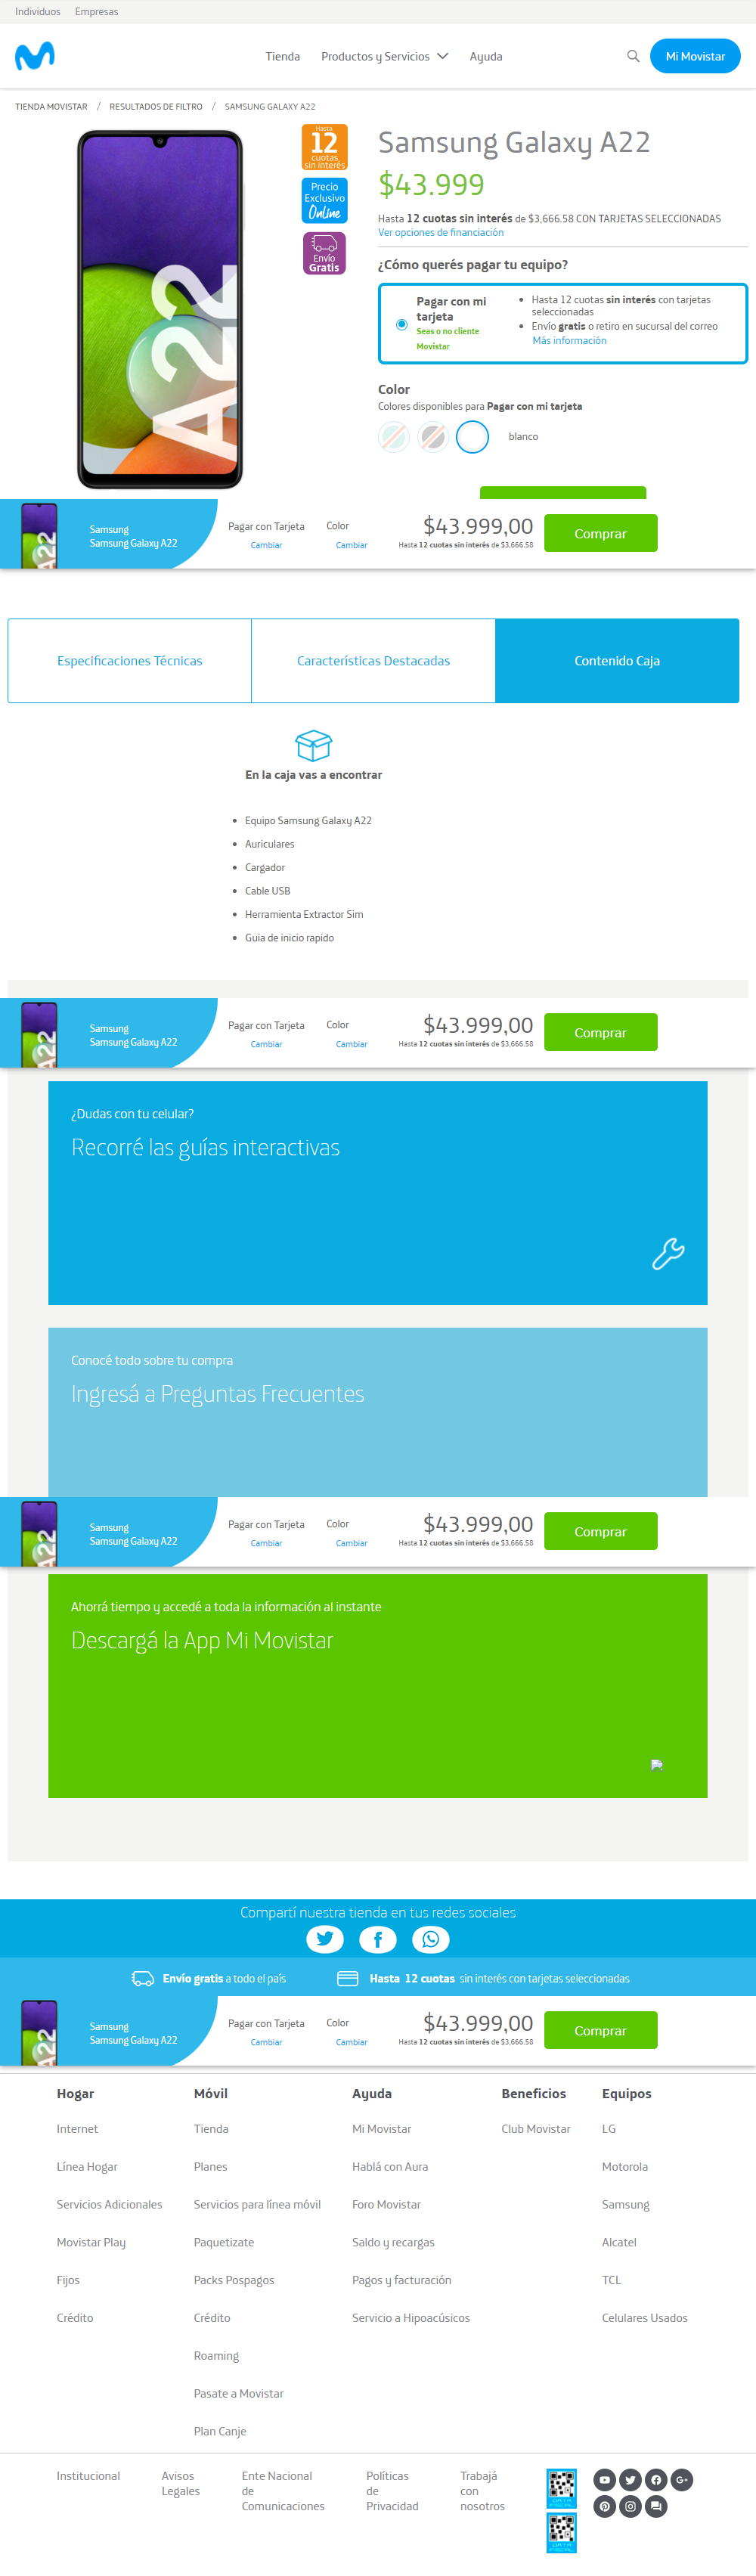 Individuos Empresas
Tienda Productos y Servicios Ayuda Mi Movistar
TIENDA MOVISTAR / RESULTADOS DE FILTRO / SAMSUNG GALAXY A22
A22
Hasta
12
cuotas
sin interés
Precio
Exclusivo
Online
Envío
Gratis
Samsung Galaxy A22
$43.999
Hasta 12 cuotas sin interés de $3,666.58 CON TARJETAS SELECCIONADAS
Ver opciones de financiación
¿Cómo querés pagar tu equipo?
Pagar con mi
tarjeta
Seas o no cliente
Movistar
Hasta 12 cuotas sin interés con tarjetas
seleccionadas
Envío gratis o retiro en sucursal del correo
Más información
Color
Colores disponibles para Pagar con mi tarjeta
blanco
A22
Samsung
Samsung Galaxy A22
Pagar con Tarjeta
Cambiar
Color
Cambiar
$43.999,00
Hasta 12 cuotas sin interés de $3,666.58
Comprar
Especificaciones Técnicas
Características Destacadas
Contenido Caja
En la caja vas a encontrar
Equipo Samsung Galaxy A22
Auriculares
Cargador
Cable USB
Herramienta Extractor Sim
Guia de inicio rapido
A22
Samsung
Samsung Galaxy A22
Pagar con Tarjeta
Cambiar
Color
Cambiar
$43.999,00
Hasta 12 cuotas sin interés de $3,666.58
Comprar
¿Dudas con tu celular?
Recorré las guías interactivas
Conocé todo sobre tu compra
Ingresá a Preguntas Frecuentes
A22
Samsung
Samsung Galaxy A22
Pagar con Tarjeta
Cambiar
Color
Cambiar
$43.999,00
Hasta 12 cuotas sin interés de $3,666.58
Comprar
Ahorrá tiempo y accedé a toda la información al instante
Descargá la App Mi Movistar
Compartí nuestra tienda en tus redes sociales
Envío gratis a todo el país
Hasta 12 cuotas sin interés con tarjetas seleccionadas
A22
Samsung
Samsung Galaxy A22
Pagar con Tarjeta
Cambiar
Color
Cambiar
$43.999,00
Hasta 12 cuotas sin interés de $3,666.58
Comprar
Hogar
Internet
Línea Hogar
Servicios Adicionales
Movistar Play
Fijos
Crédito
Móvil
Tienda
Planes
Servicios para línea móvil
Paquetizate
Packs Pospagos
Crédito
Roaming
Pasate a Movistar
Plan Canje
Ayuda
Mi Movistar
Hablá con Aura
Foro Movistar
Saldo y recargas
Pagos y facturación
Servicio a Hipoacúsicos
Beneficios
Club Movistar
Equipos
LG
Motorola
Samsung
Alcatel
TCL
Celulares Usados
Institucional
Avisos
Legales
Ente Nacional
de
Comunicaciones
Políticas
de
Privacidad
Trabajá
con
nosotros